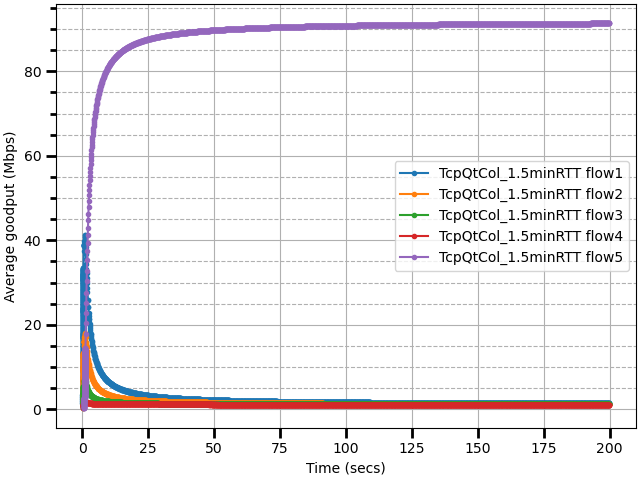 Average goodput (Mbps)
80
60
40
20
0
TcpQtCol_1.5minRTT flow1
TcpQtCol_1.5minRTT flow2
TcpQtCol_1.5minRTT flow3
TcpQtCol_1.5minRTT flow4
TcpQtCol_1.5minRTT flow5
0 25 50 75 100 125 150 175 200
Time (secs)